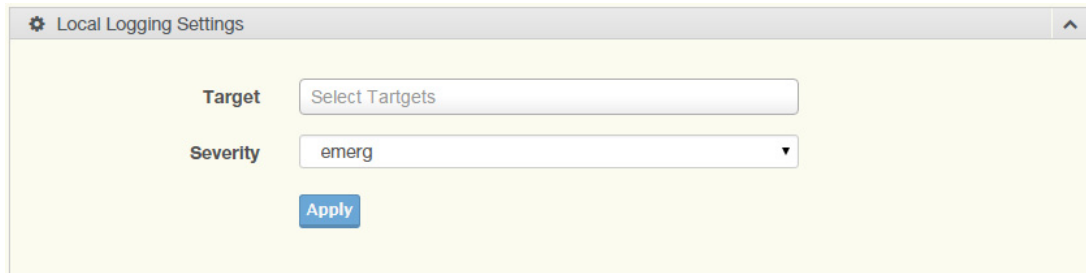 Local Logging Settings
Target Select Tartgets
Severity emerg
Apply